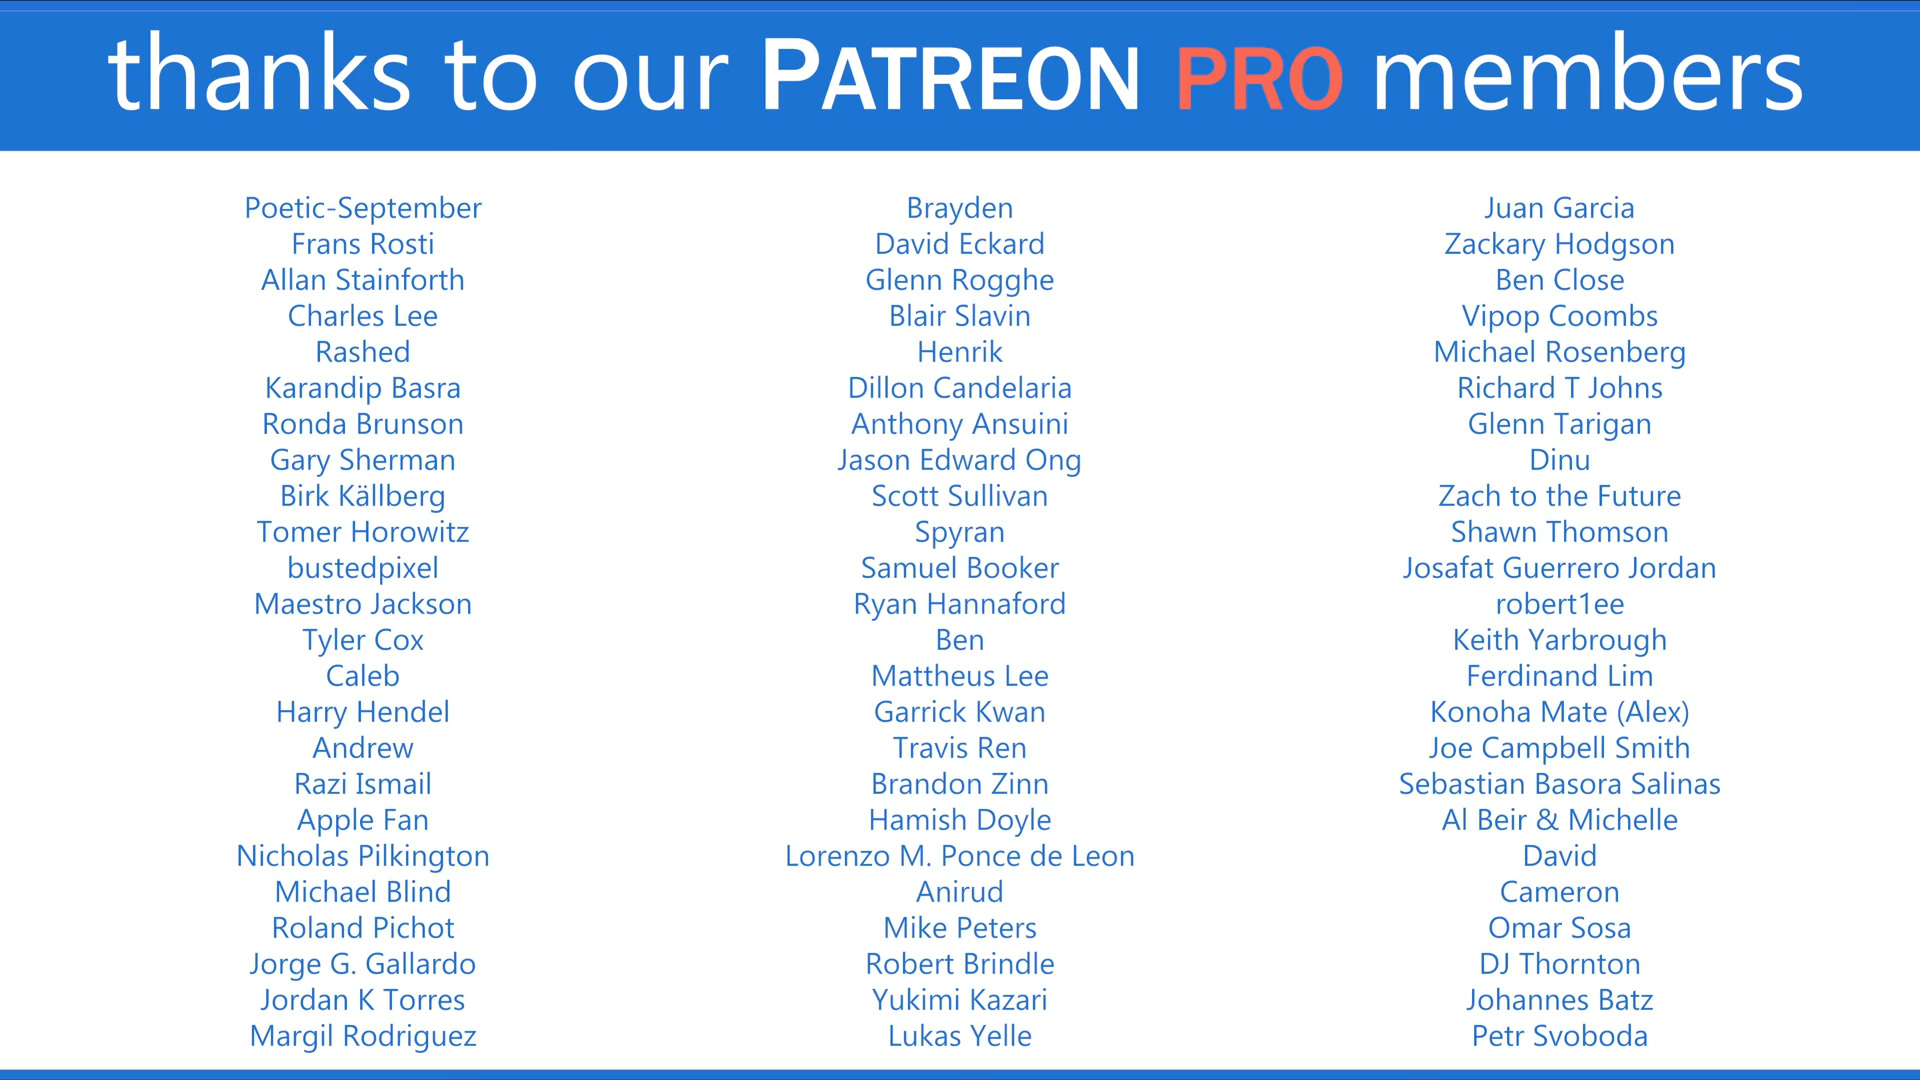 thanks to our PATREON PRO members
Poetic-September
Frans Rosti
Allan Stainforth
Charles Lee
Rashed
Karandip Basra
Ronda Brunson
Gary Sherman
Birk Källberg
Tomer Horowitz
bustedpixel
Maestro Jackson
Tyler Cox
Caleb
Harry Hendel
Andrew
Razi Ismail
Apple Fan
Nicholas Pilkington
Michael Blind
Roland Pichot
Jorge G. Gallardo
Jordan K Torres
Margil Rodriguez
Brayden
David Eckard
Glenn Rogghe
Blair Slavin
Henrik
Dillon Candelaria
Anthony Ansuini
Jason Edward Ong
Scott Sullivan
Spyran
Samuel Booker
Ryan Hannaford
Ben
Mattheus Lee
Garrick Kwan
Travis Ren
Brandon Zinn
Hamish Doyle
Lorenzo M. Ponce de Leon
Anirud
Mike Peters
Robert Brindle
Yukimi Kazari
Lukas Yelle
Juan Garcia
Zackary Hodgson
Ben Close
Vipop Coombs
Michael Rosenberg
Richard T Johns
Glenn Tarigan
Dinu
Zach to the Future
Shawn Thomson
Josafat Guerrero Jordan
robert1ee
Keith Yarbrough
Ferdinand Lim
Konoha Mate (Alex)
Joe Campbell Smith
Sebastian Basora Salinas
Al Beir & Michelle
David
Cameron
Omar Sosa
DJ Thornton
Johannes Batz
Petr Svoboda